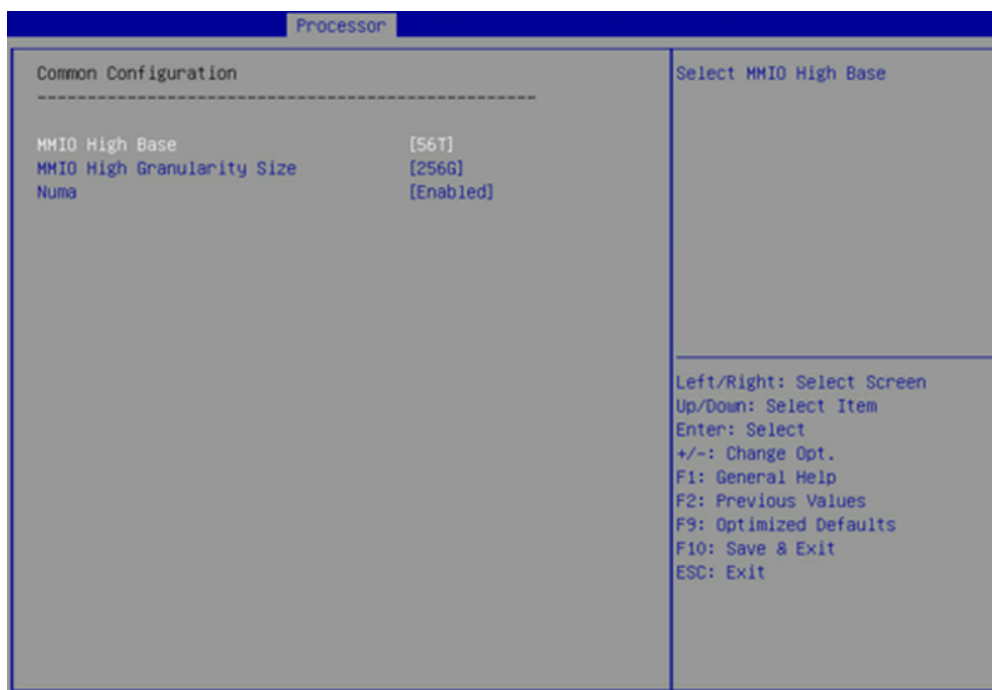 Processor
Common Configuration
--------------------------------------------------
MMIO High Base [56T]
MMIO High Granularity Size [256G]
Numa [Enabled]
Select MMIO High Base
Left/Right: Select Screen
Up/Down: Select Item
Enter: Select
+/-: Change Opt.
F1: General Help
F2: Previous Values
F9: Optimized Defaults
F10: Save & Exit
ESC: Exit